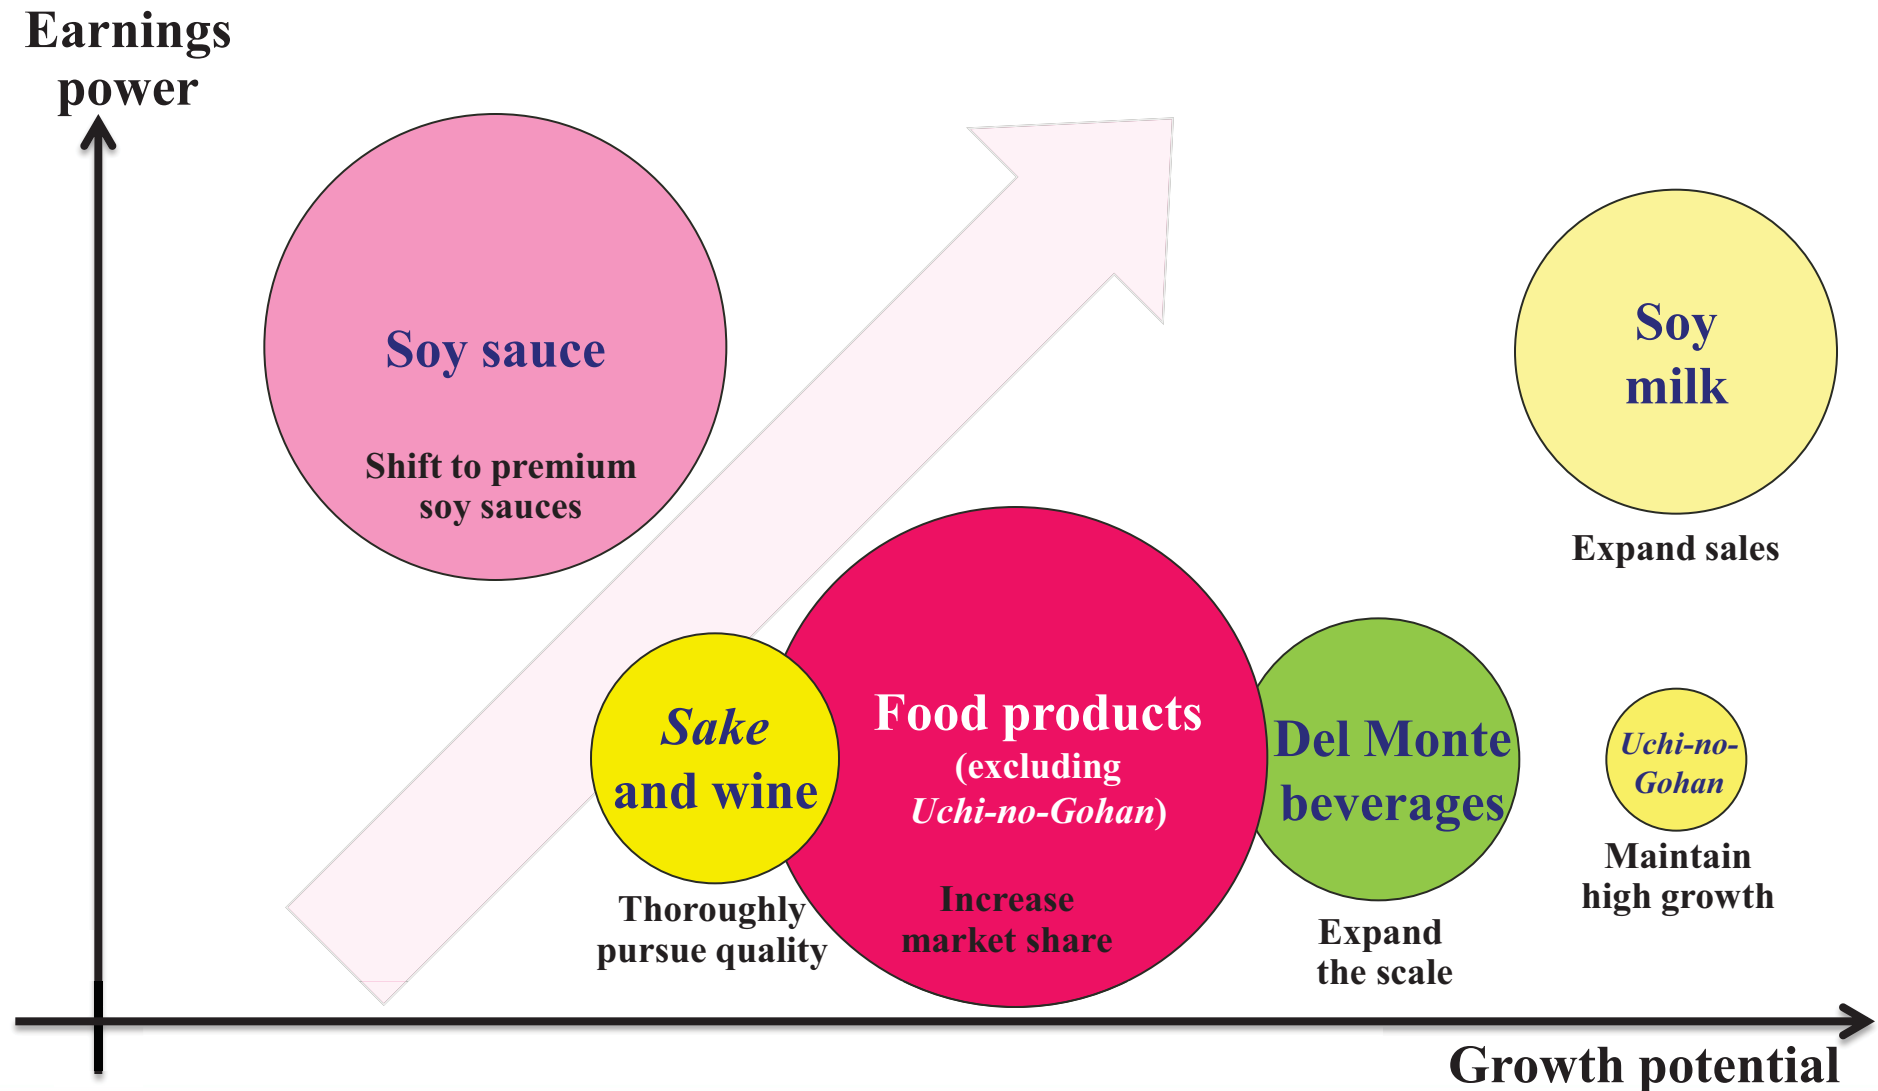 Earnings
power
Soy sauce
Shift to premium
soy sauces
Soy
milk
Expand sales
Sake
and wine
Thoroughly
pursue quality
Food products
(excluding
Uchi-no-Gohan)
Increase
market share
Del Monte
beverages
Expand
the scale
Uchi-no-
Gohan
Maintain
high growth
Growth potential